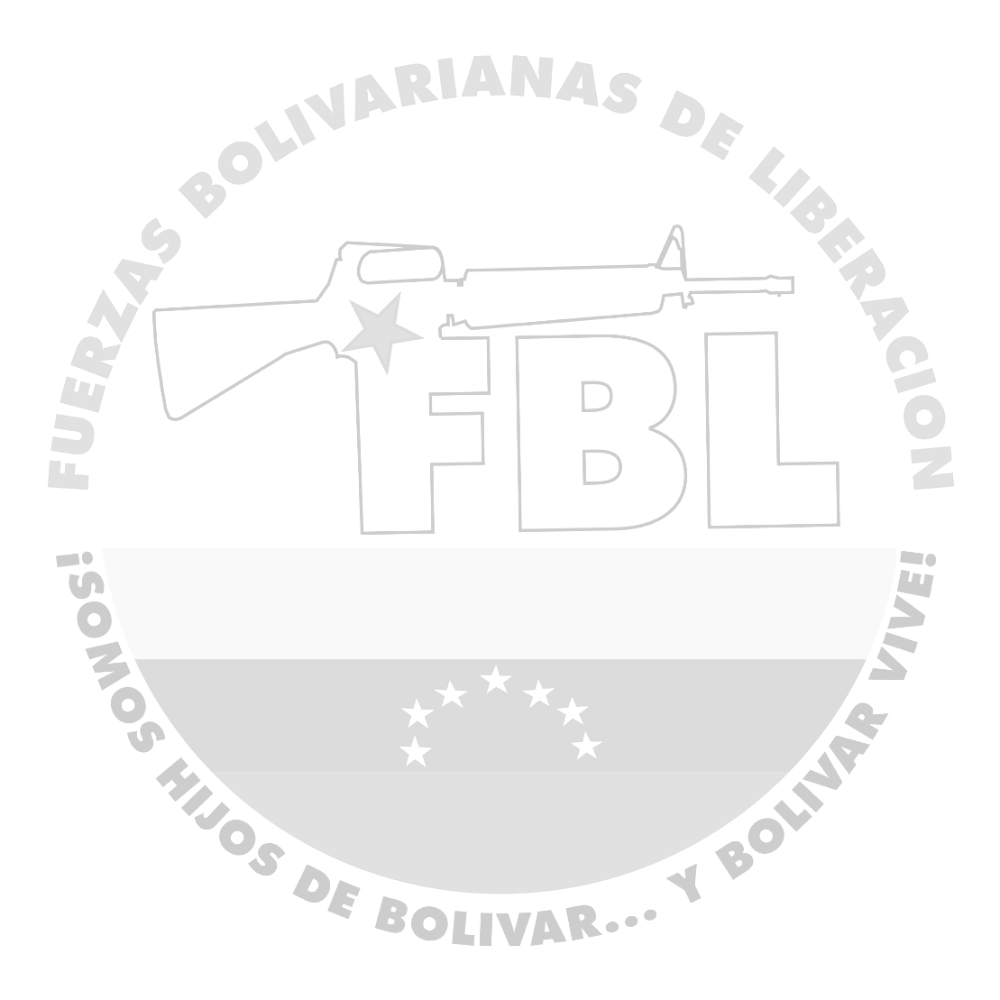 FUERZAS BOLIVARIANAS DE LIBERACION
FBL
¡SOMOS HIJOS DE BOLIVAR... Y BOLIVAR VIVE!